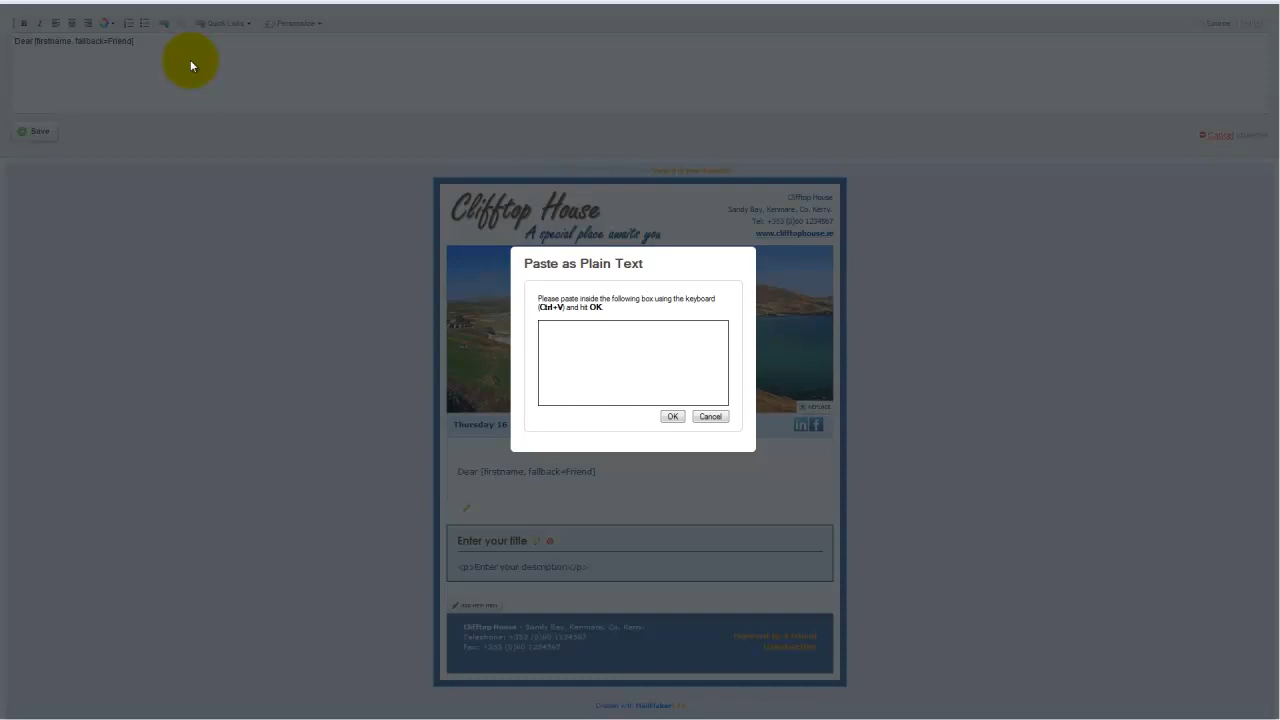 B I Quick Links Personalise
Dear [firstname, fallback=Friend]
Save
Cancel
Clifftop House
A special place awaits you
Clifftop House
Sandy Bay, Kenmare, Co. Kerry.
Tel: +353 (0)60 1234567
www.clifftophouse.ie
Paste as Plain Text
Please paste inside the following box using the keyboard
(Ctrl+V) and hit OK.
OK Cancel
Thursday 16
in f
Dear [firstname, fallback=Friend]
Enter your title
<p>Enter your description</p>
Clifftop House - Sandy Bay, Kenmare, Co. Kerry.
Telephone: +353 (0)60 1234567
Fax: +353 (0)60 1234567
Forward to a Friend
Unsubscribe